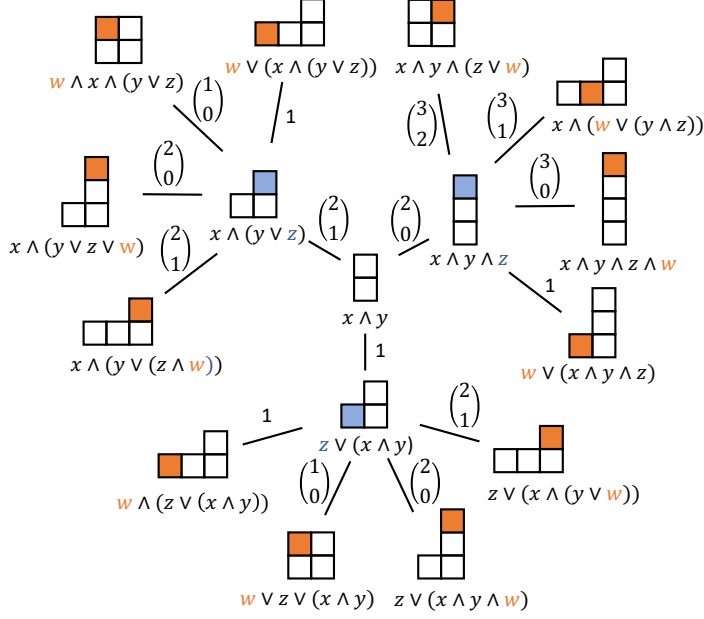 w ∧ x ∧ (y ∨ z)
w ∨ (x ∧ (y ∨ z))
x ∧ y ∧ (z ∨ w)
(1 0)
1
(3 2)
(3 1)
x ∧ (w ∨ (y ∧ z))
(2 0)
(3 0)
x ∧ (y ∨ z ∨ w)
x ∧ (y ∨ z)
(2 1)
(2 1)
(2 0)
x ∧ y ∧ z
x ∧ y ∧ z ∧ w
1
x ∧ y
x ∧ (y ∨ (z ∧ w))
w ∨ (x ∧ y ∧ z)
1
1
z ∨ (x ∧ y)
(2 1)
w ∧ (z ∨ (x ∧ y))
(1 0)
(2 0)
z ∨ (x ∧ (y ∨ w))
w ∨ z ∨ (x ∧ y)
z ∨ (x ∧ y ∧ w)